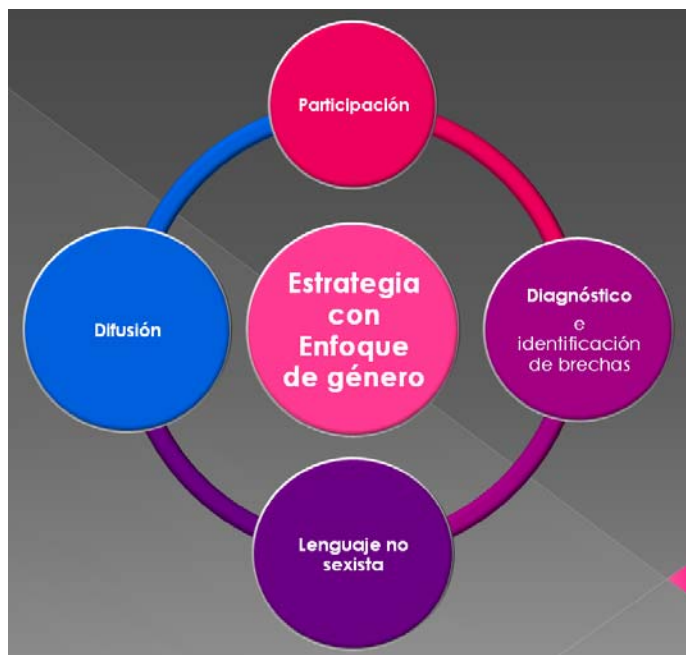 Participación
Estrategia
con
Enfoque
de género
Diagnóstico
e
identificación
de brechas
Difusión
Lenguaje no
sexista